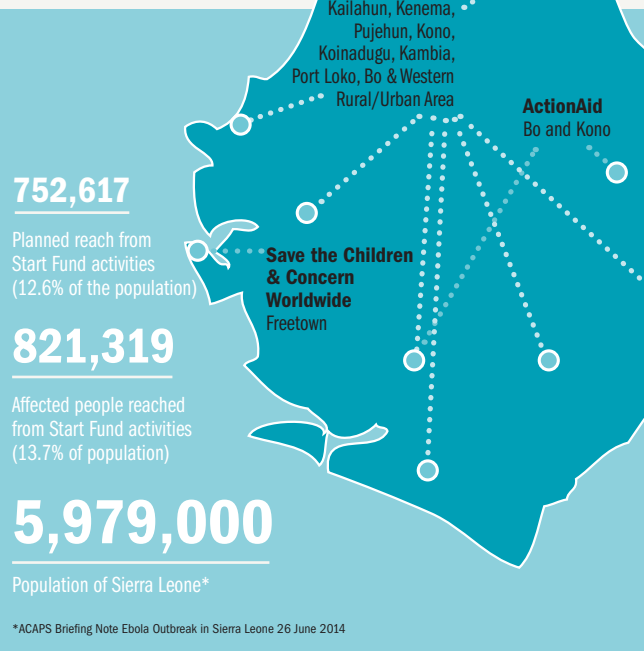 Kailahun, Kenema,
Pujehun, Kono,
Koinadugu, Kambia,
Port Loko, Bo & Western
Rural/Urban Area
ActionAid
Bo and Kono
752,617
Planned reach from
Start Fund activities
(12.6% of the population)
Save the Children
& Concern
Worldwide
Freetown
821,319
Affected people reached
from Start Fund activities
(13.7% of population)
5,979,000
Population of Sierra Leone*
*ACAPS Briefing Note Ebola Outbreak in Sierra Leone 26 June 2014